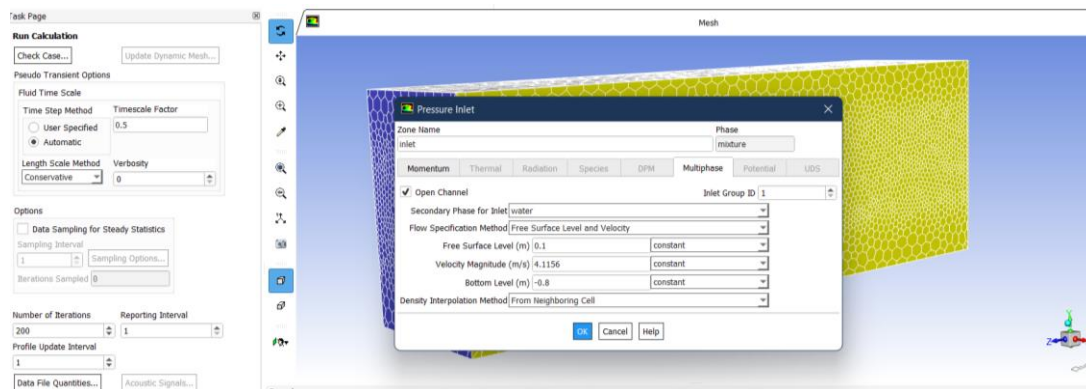 Task Page
Mesh
Run Calculation
Check Case...
Update Dynamic Mesh...
Pseudo Transient Options
Fluid Time Scale
Time Step Method
Timescale Factor
User Specified
0.5
Automatic
Length Scale Method
Verbosity
Conservative
0
Options
Data Sampling for Steady Statistics
Sampling Interval
1
Sampling Options...
Iterations Sampled 0
Number of Iterations
Reporting Interval
200
1
Profile Update Interval
1
Data File Quantities...
Acoustic Signals...
Pressure Inlet
Zone Name
Phase
inlet
mixture
Momentum
Thermal
Radiation
Species
DPM
Multiphase
Potential
UDS
Open Channel
Inlet Group ID 1
Secondary Phase for Inlet water
Flow Specification Method Free Surface Level and Velocity
Free Surface Level (m) 0.1
constant
Velocity Magnitude (m/s) 4.1156
constant
Bottom Level (m) -0.8
constant
Density Interpolation Method From Neighboring Cell
OK
Cancel
Help
Z